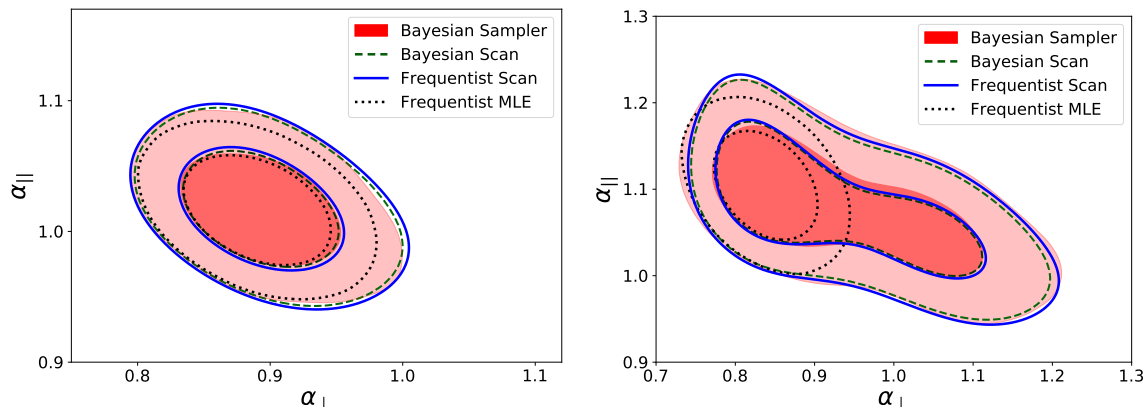 Bayesian Sampler
Bayesian Scan
Frequentist Scan
Frequentist MLE
1.1
1.0
0.9
α||
0.8 0.9 1.0 1.1
α⊥
Bayesian Sampler
Bayesian Scan
Frequentist Scan
Frequentist MLE
1.3
1.2
1.1
1.0
0.9
α||
0.7 0.8 0.9 1.0 1.1 1.2 1.3
α⊥